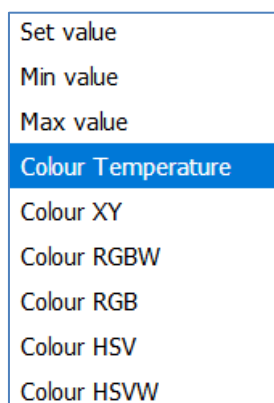 Set value
Min value
Max value
Colour Temperature
Colour XY
Colour RGBW
Colour RGB
Colour HSV
Colour HSVW